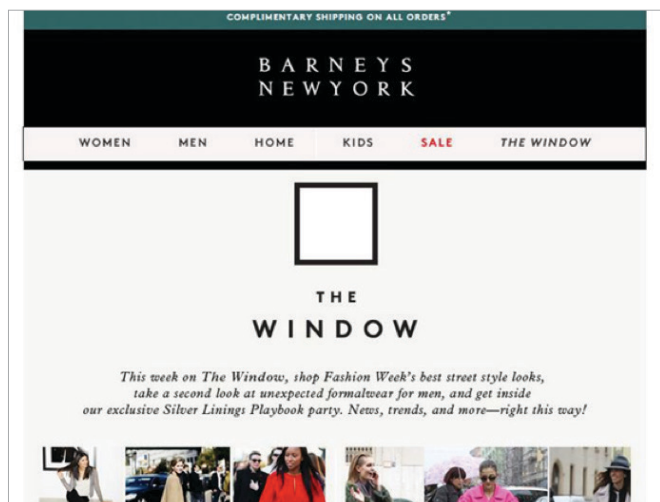 COMPLIMENTARY SHIPPING ON ALL ORDERS*
BARNEYS
NEWYORK
WOMEN MEN HOME KIDS SALE THE WINDOW
THE
WINDOW
This week on The Window, shop Fashion Week's best street style looks,
take a second look at unexpected formalwear for men, and get inside
our exclusive Silver Linings Playbook party. News, trends, and more—right this way!